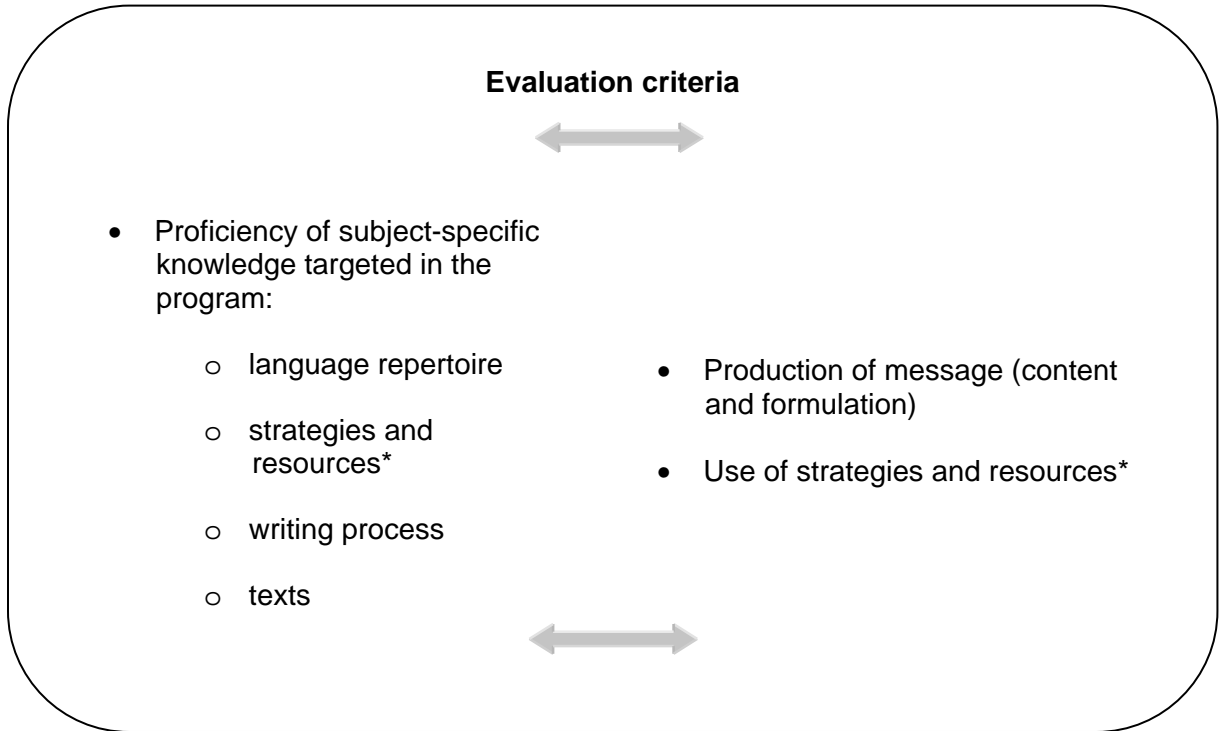 Evaluation criteria
• Proficiency of subject-specific
knowledge targeted in the
program:
o language repertoire
o strategies and
resources*
o writing process
o texts
• Production of message (content
and formulation)
• Use of strategies and resources*